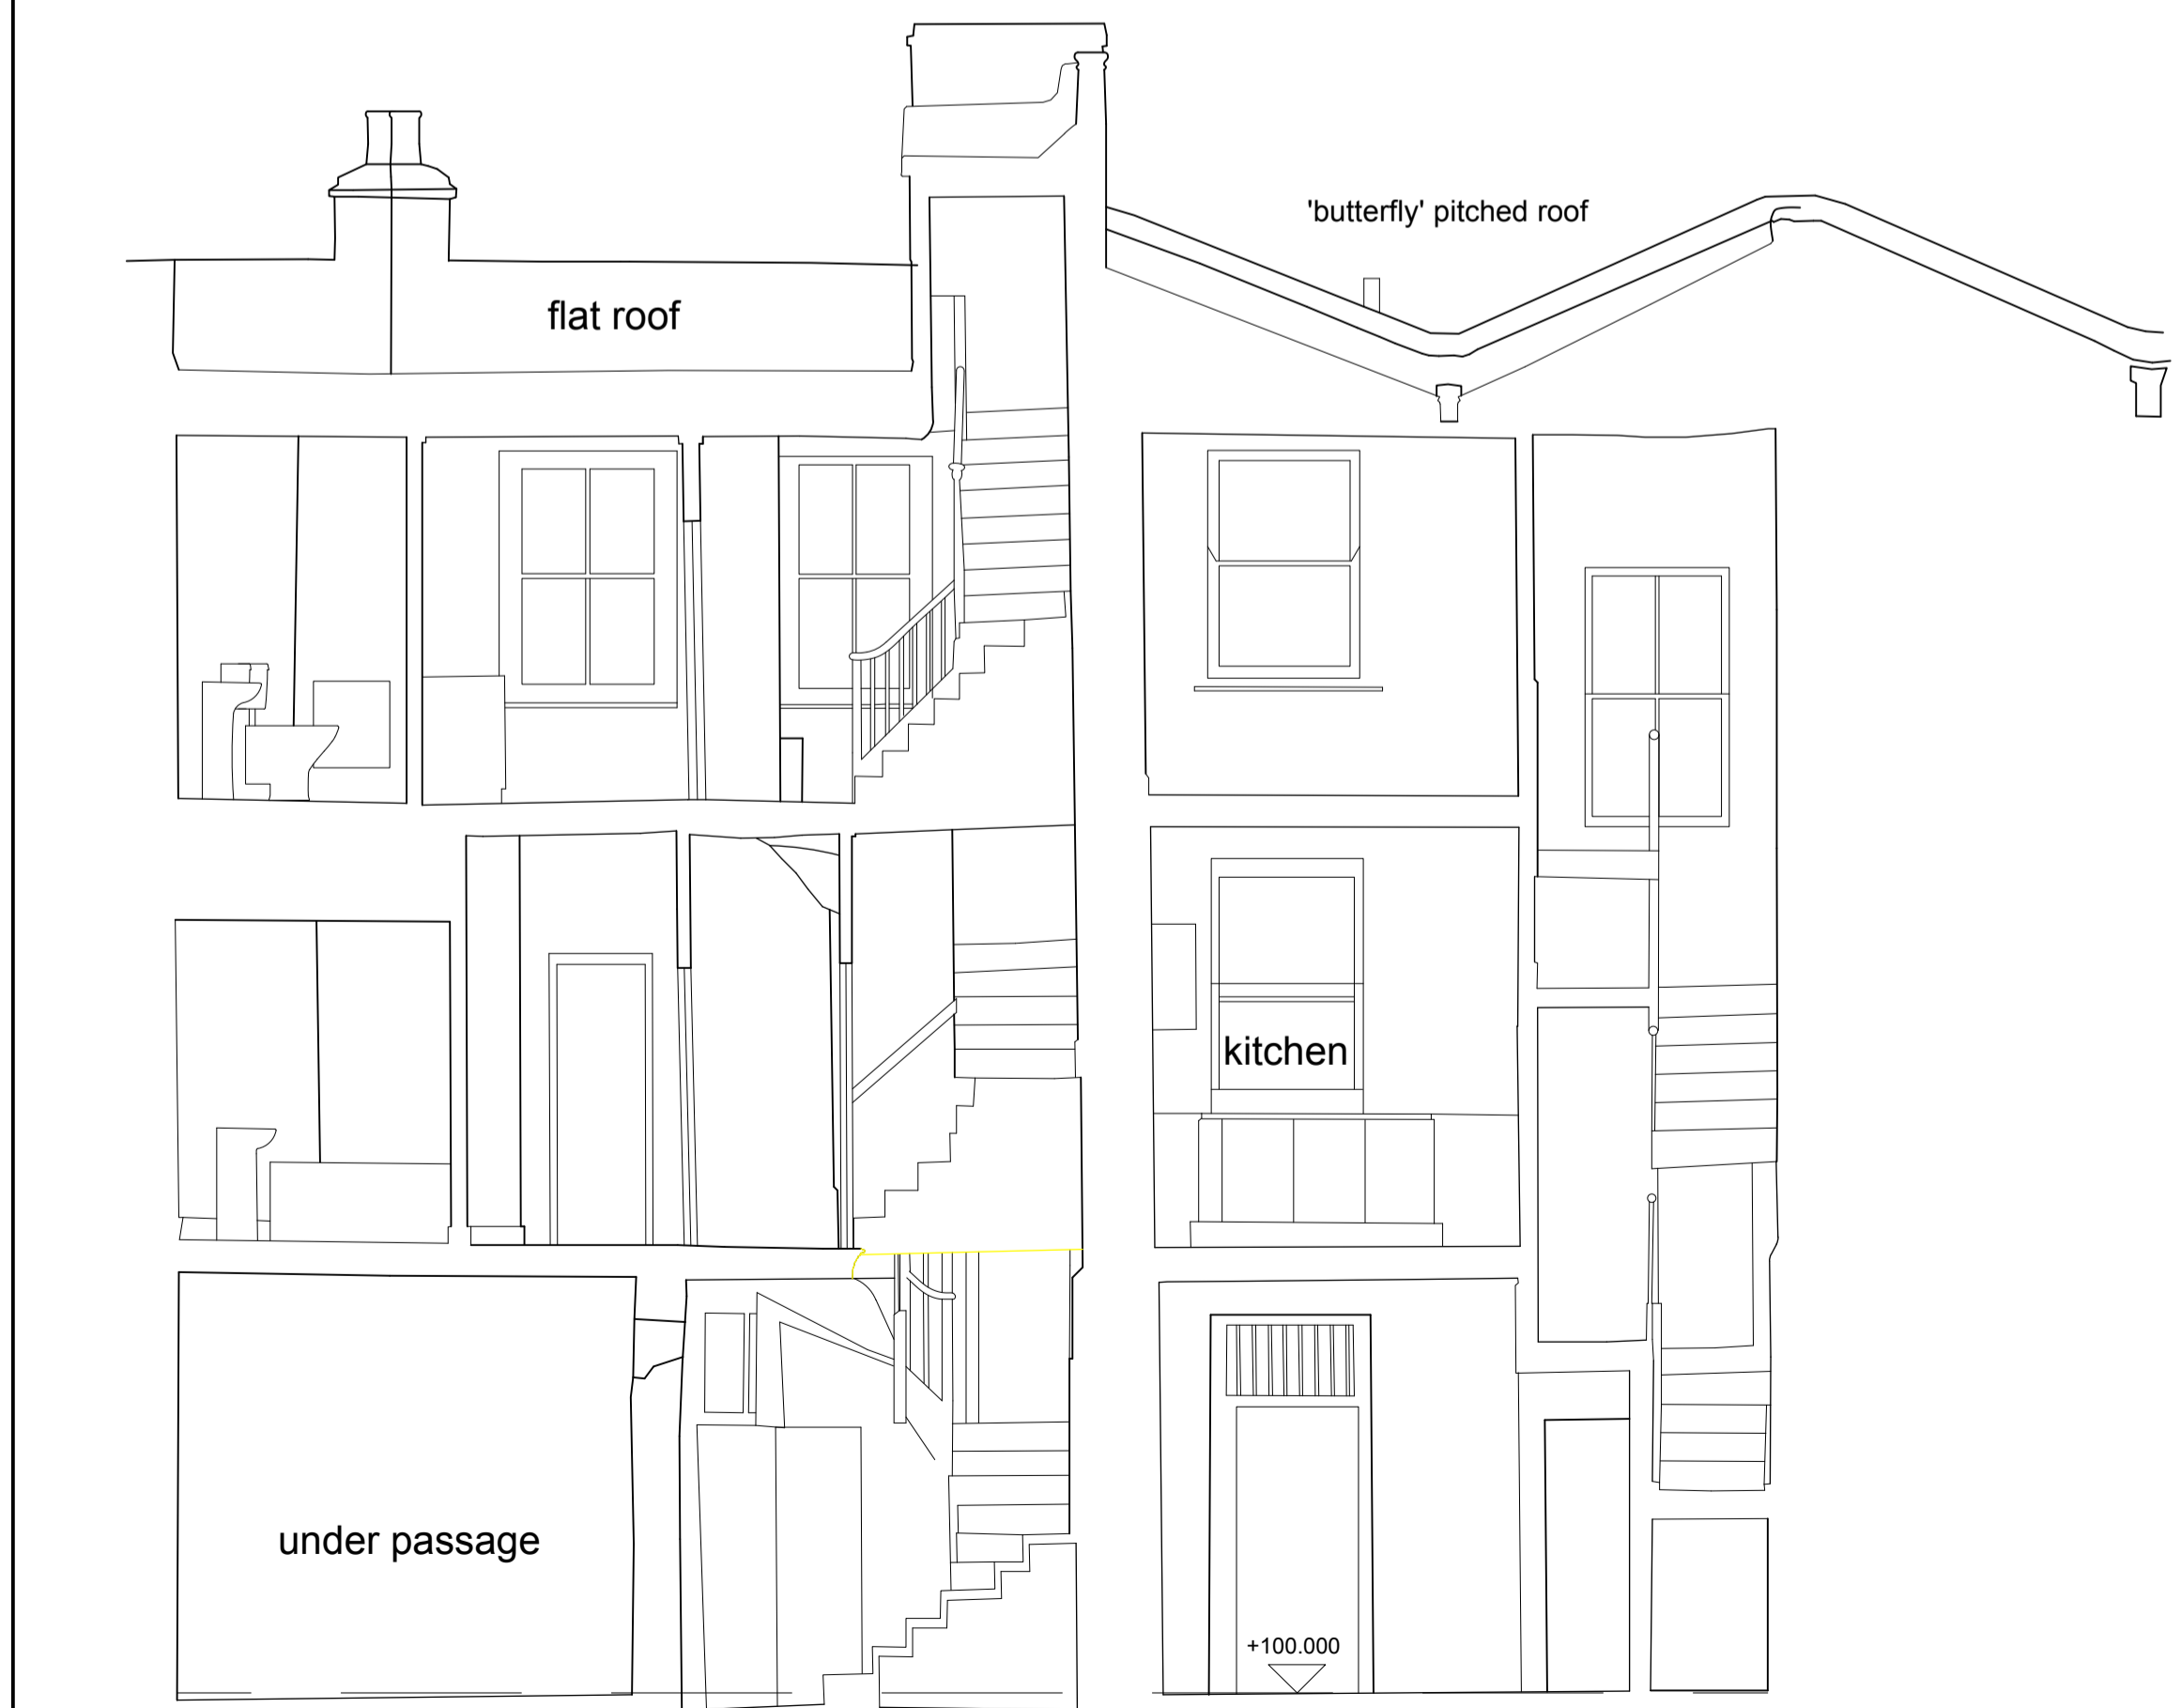 'butterfly' pitched roof
flat roof
kitchen
under passage
+100.000